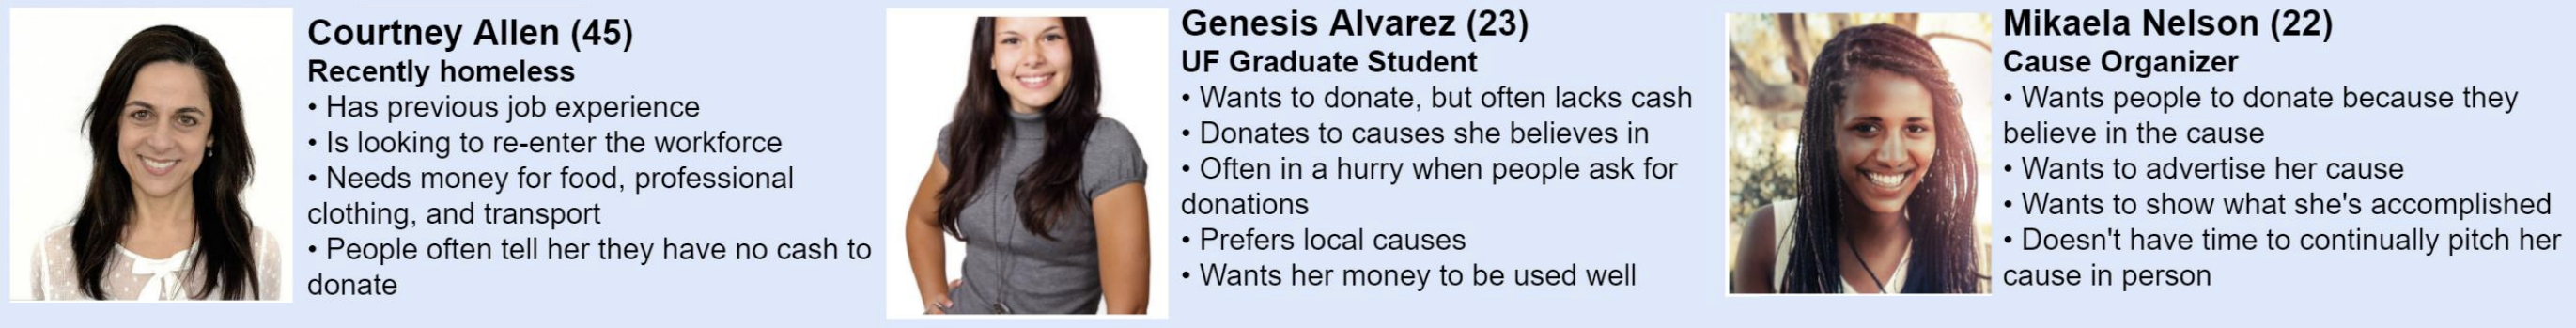 Courtney Allen (45)
Recently homeless
• Has previous job experience
• Is looking to re-enter the workforce
• Needs money for food, professional
clothing, and transport
• People often tell her they have no cash to
donate
Genesis Alvarez (23)
UF Graduate Student
• Wants to donate, but often lacks cash
• Donates to causes she believes in
• Often in a hurry when people ask for
donations
• Prefers local causes
• Wants her money to be used well
Mikaela Nelson (22)
Cause Organizer
• Wants people to donate because they
believe in the cause
• Wants to advertise her cause
• Wants to show what she's accomplished
• Doesn't have time to continually pitch her
cause in person